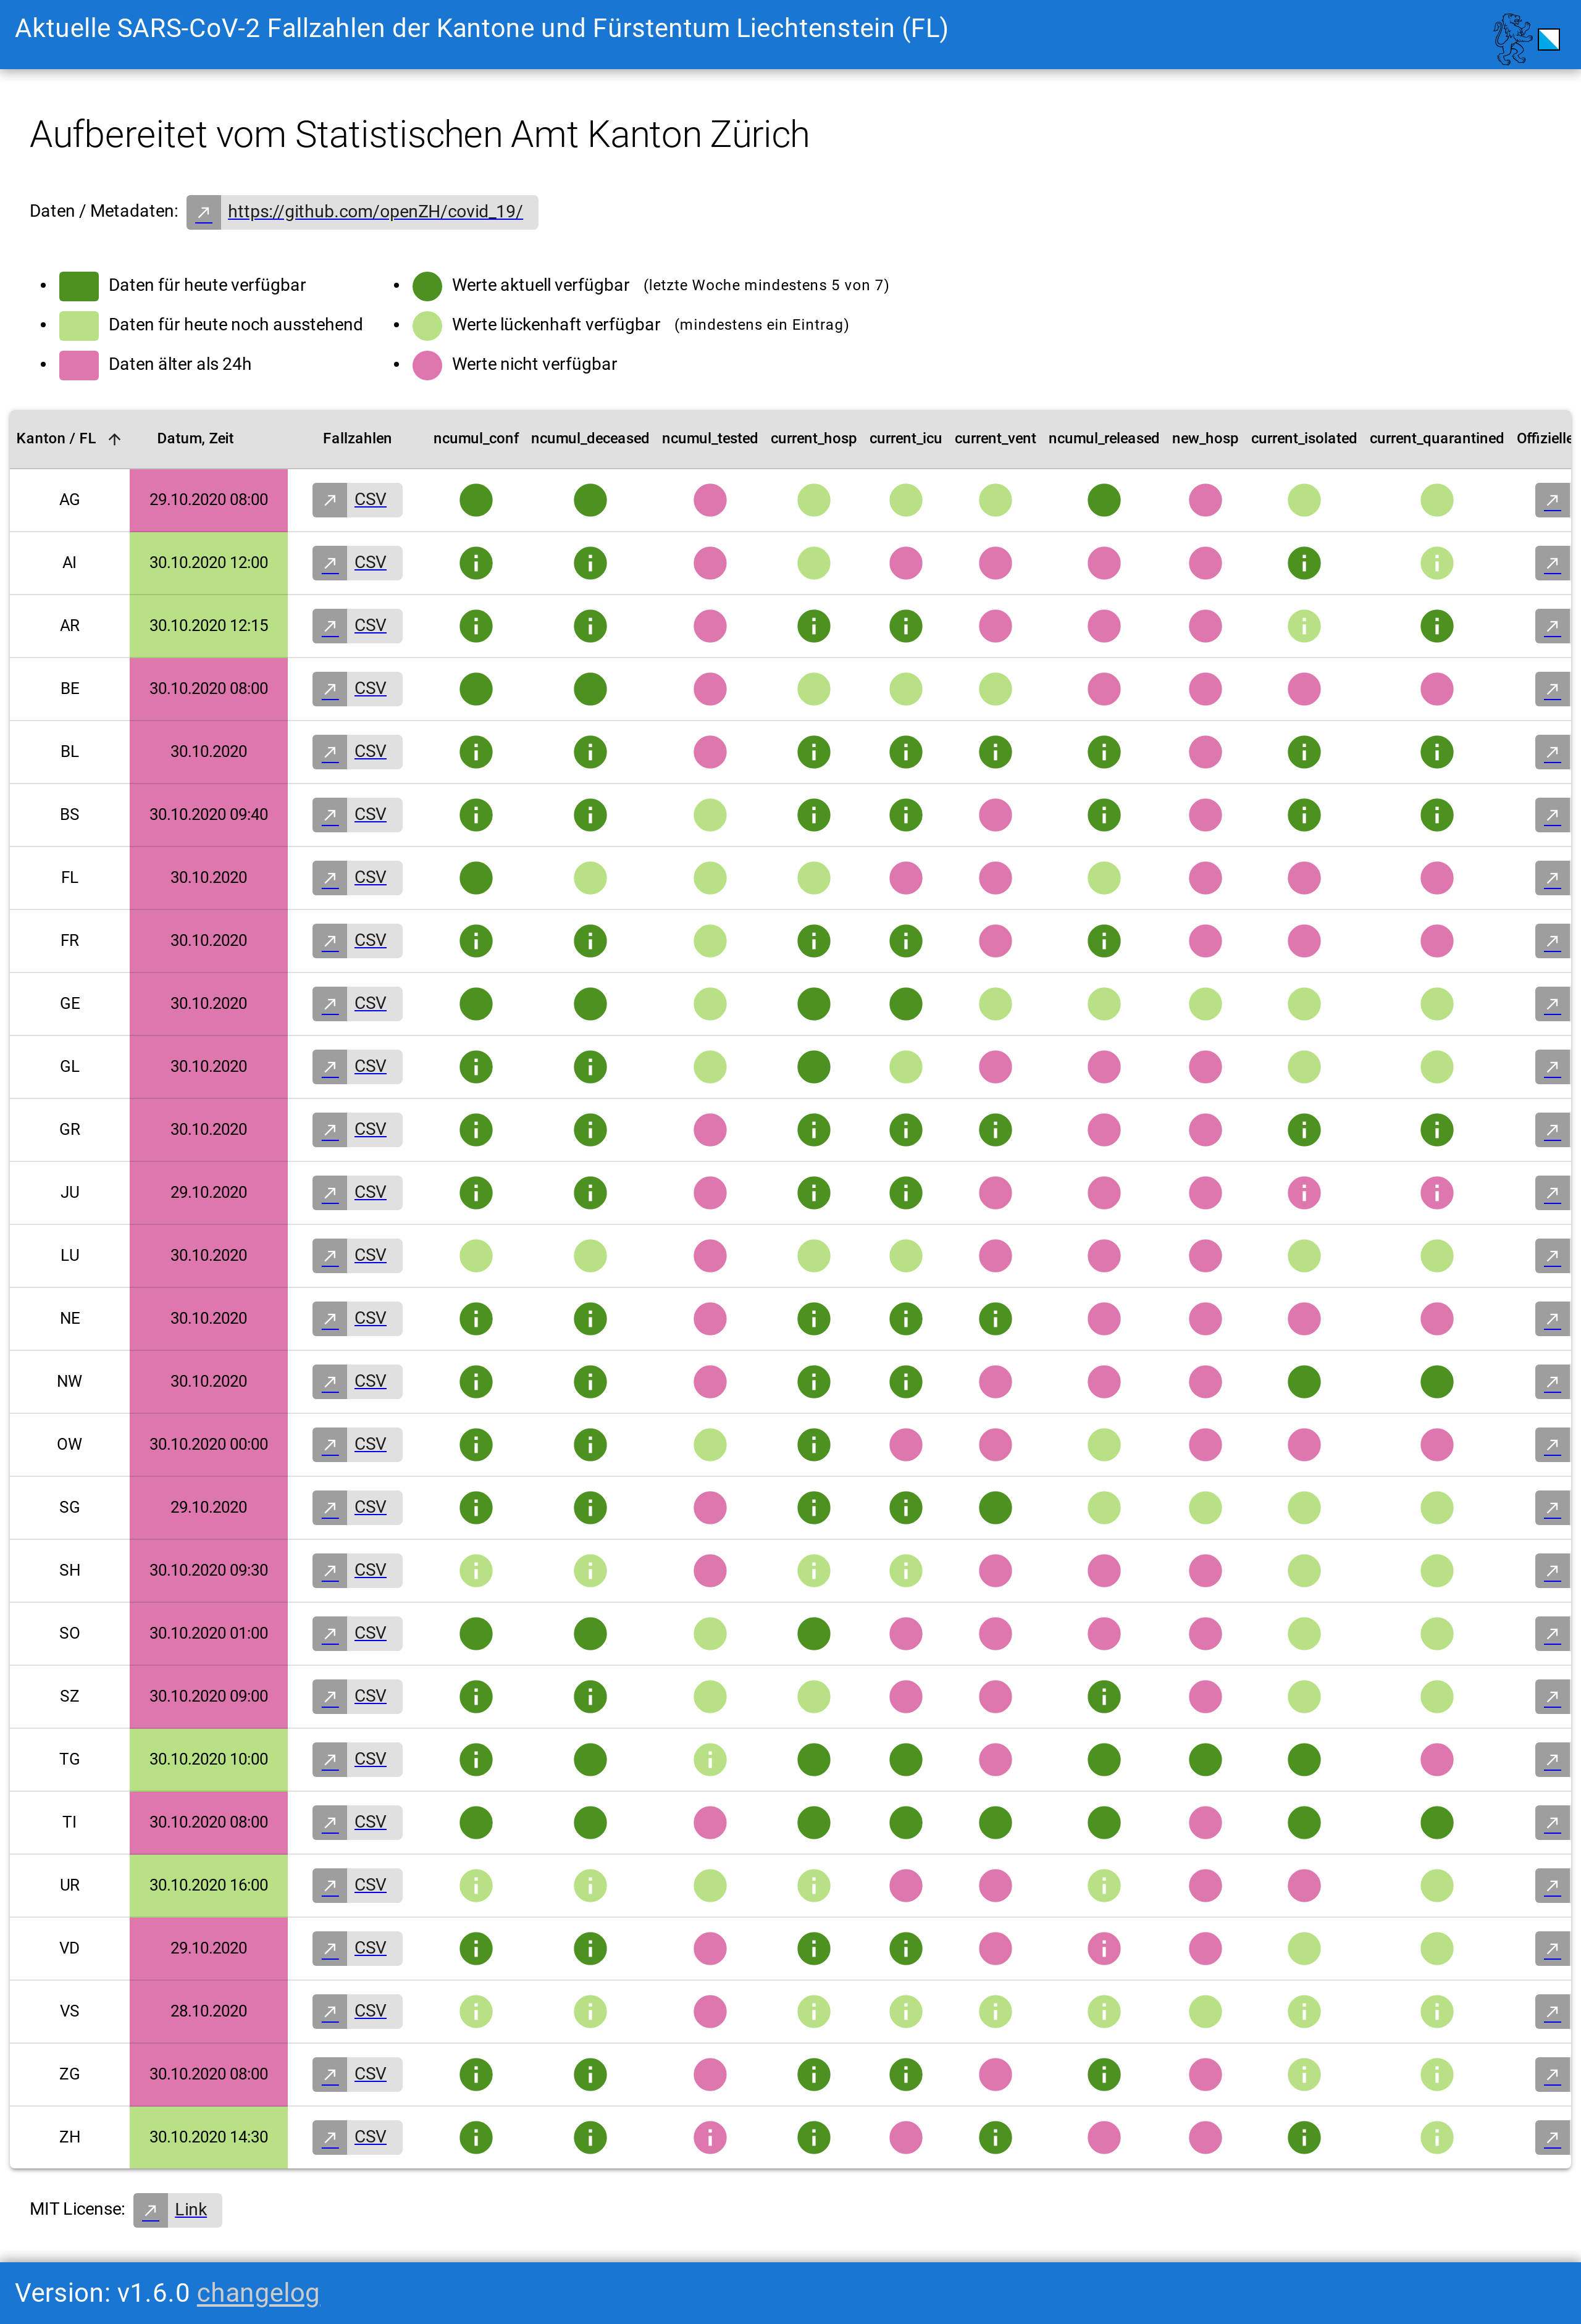 Aktuelle SARS-CoV-2 Fallzahlen der Kantone und Fürstentum Liechtenstein (FL)
Aufbereitet vom Statistischen Amt Kanton Zürich
Daten / Metadaten: https://github.com/openZH/covid_19/
Daten für heute verfügbar
Daten für heute noch ausstehend
Daten älter als 24h
Werte aktuell verfügbar (letzte Woche mindestens 5 von 7)
Werte lückenhaft verfügbar (mindestens ein Eintrag)
Werte nicht verfügbar
Kanton / FL Datum, Zeit Fallzahlen ncumul_conf ncumul_deceased ncumul_tested current_hosp current_icu current_vent ncumul_released new_hosp current_isolated current_quarantined Offizielle
AG 29.10.2020 08:00 CSV
AI 30.10.2020 12:00 CSV
AR 30.10.2020 12:15 CSV
BE 30.10.2020 08:00 CSV
BL 30.10.2020 CSV
BS 30.10.2020 09:40 CSV
FL 30.10.2020 CSV
FR 30.10.2020 CSV
GE 30.10.2020 CSV
GL 30.10.2020 CSV
GR 30.10.2020 CSV
JU 29.10.2020 CSV
LU 30.10.2020 CSV
NE 30.10.2020 CSV
NW 30.10.2020 CSV
OW 30.10.2020 00:00 CSV
SG 29.10.2020 CSV
SH 30.10.2020 09:30 CSV
SO 30.10.2020 01:00 CSV
SZ 30.10.2020 09:00 CSV
TG 30.10.2020 10:00 CSV
TI 30.10.2020 08:00 CSV
UR 30.10.2020 16:00 CSV
VD 29.10.2020 CSV
VS 28.10.2020 CSV
ZG 30.10.2020 08:00 CSV
ZH 30.10.2020 14:30 CSV
MIT License: Link
Version: v1.6.0 changelog